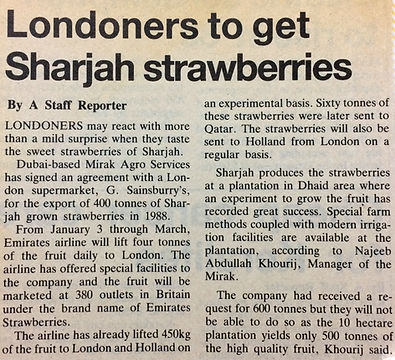 Londoners to get
Sharjah strawberries
By A Staff Reporter
LONDONERS may react with more
than a mild surprise when they taste
the sweet strawberries of Sharjah.
Dubai-based Mirak Agro Services
has signed an agreement with a Lon-
don supermarket, G. Sainsburry's,
for the export of 400 tonnes of Shar-
jah grown strawberries in 1988.
From January 3 through March,
Emirates airline will lift four tonnes
of the fruit daily to London. The
airline has offered special facilities to
the company and the fruit will be
marketed at 380 outlets in Britain
under the brand name of Emirates
Strawberries.
The airline has already lifted 450kg
of the fruit to London and Holland on
an experimental basis. Sixty tonnes of
these strawberries were later sent to
Qatar. The strawberries will also be
sent to Holland from London on a
regular basis.
Sharjah produces the strawberries
at a plantation in Dhaid area where
an experiment to grow the fruit has
recorded great success. Special farm
methods coupled with modern irriga-
tion facilities are available at the
plantation, according to Najeeb
Abdullah Khourij, Manager of the
Mirak.
The company had received a re-
quest for 600 tonnes but they will not
be able to do so as the 10 hectare
plantation yields only 500 tonnes of
the high quality fruit, Khourij said.